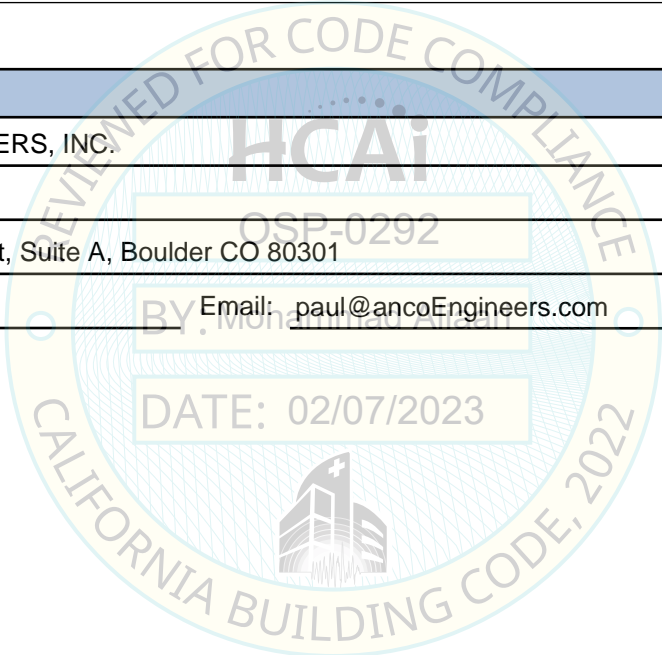 REVIEWED FOR CODE COMPLIANCE
HCAi
ERS, INC.
OSP-0292
t, Suite A, Boulder CO 80301
Email: paul@ancoEngineers.com
BY: Mohammad
DATE: 02/07/2023
CALIFORNIA BUILDING CODE, 2022